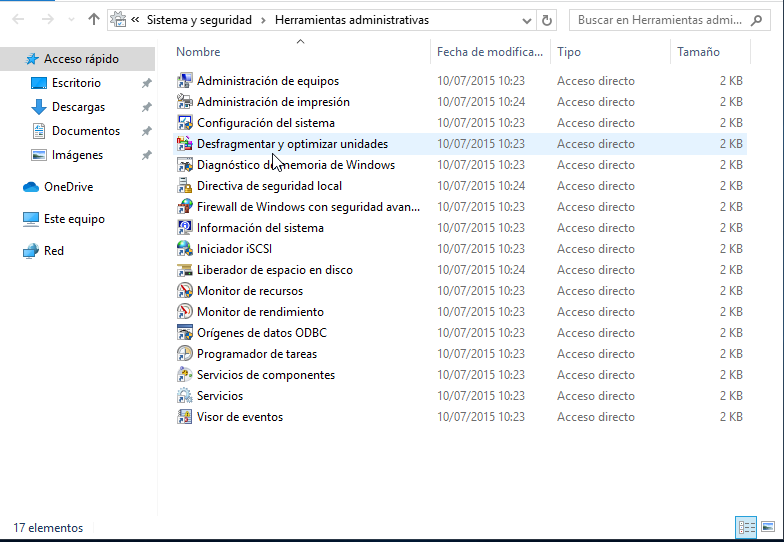 « Sistema y seguridad > Herramientas administrativas
Buscar en Herramientas admi...
Nombre Fecha de modifica... Tipo Tamaño
Acceso rápido
Escritorio
Descargas
Documentos
Imágenes
OneDrive
Este equipo
Red
Administración de equipos 10/07/2015 10:23 Acceso directo 2 KB
Administración de impresión 10/07/2015 10:24 Acceso directo 2 KB
Configuración del sistema 10/07/2015 10:23 Acceso directo 2 KB
Desfragmentar y optimizar unidades 10/07/2015 10:23 Acceso directo 2 KB
Diagnóstico de memoria de Windows 10/07/2015 10:23 Acceso directo 2 KB
Directiva de seguridad local 10/07/2015 10:24 Acceso directo 2 KB
Firewall de Windows con seguridad avan... 10/07/2015 10:23 Acceso directo 2 KB
Información del sistema 10/07/2015 10:23 Acceso directo 2 KB
Iniciador iSCSI 10/07/2015 10:23 Acceso directo 2 KB
Liberador de espacio en disco 10/07/2015 10:24 Acceso directo 2 KB
Monitor de recursos 10/07/2015 10:23 Acceso directo 2 KB
Monitor de rendimiento 10/07/2015 10:23 Acceso directo 2 KB
Orígenes de datos ODBC 10/07/2015 10:23 Acceso directo 2 KB
Programador de tareas 10/07/2015 10:23 Acceso directo 2 KB
Servicios de componentes 10/07/2015 10:23 Acceso directo 2 KB
Servicios 10/07/2015 10:23 Acceso directo 2 KB
Visor de eventos 10/07/2015 10:23 Acceso directo 2 KB
17 elementos